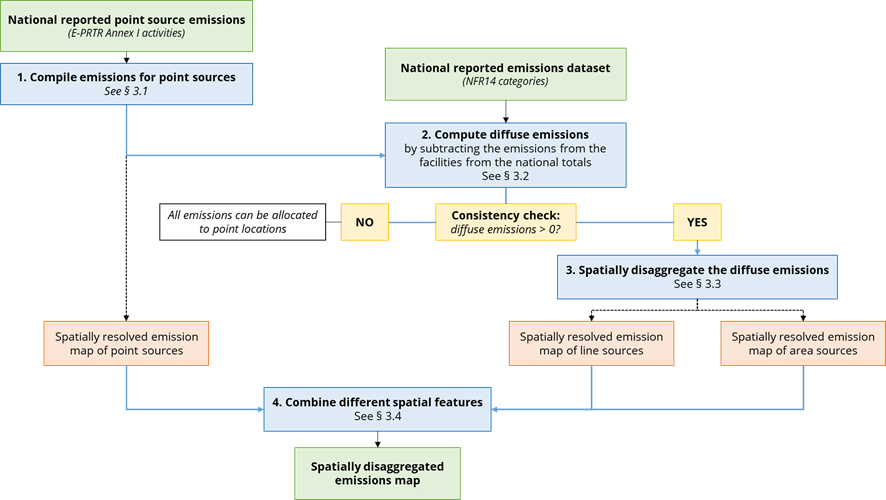 National reported point source emissions
(E-PRTR Annex I activities)
1. Compile emissions for point sources
See § 3.1
National reported emissions dataset
(NFR14 categories)
2. Compute diffuse emissions
by subtracting the emissions from the
facilities from the national totals
See § 3.2
All emissions can be allocated
to point locations
NO
Consistency check:
diffuse emissions > 0?
YES
3. Spatially disaggregate the diffuse emissions
See § 3.3
Spatially resolved emission
map of point sources
Spatially resolved emission
map of line sources
Spatially resolved emission
map of area sources
4. Combine different spatial features
See § 3.4
Spatially disaggregated
emissions map